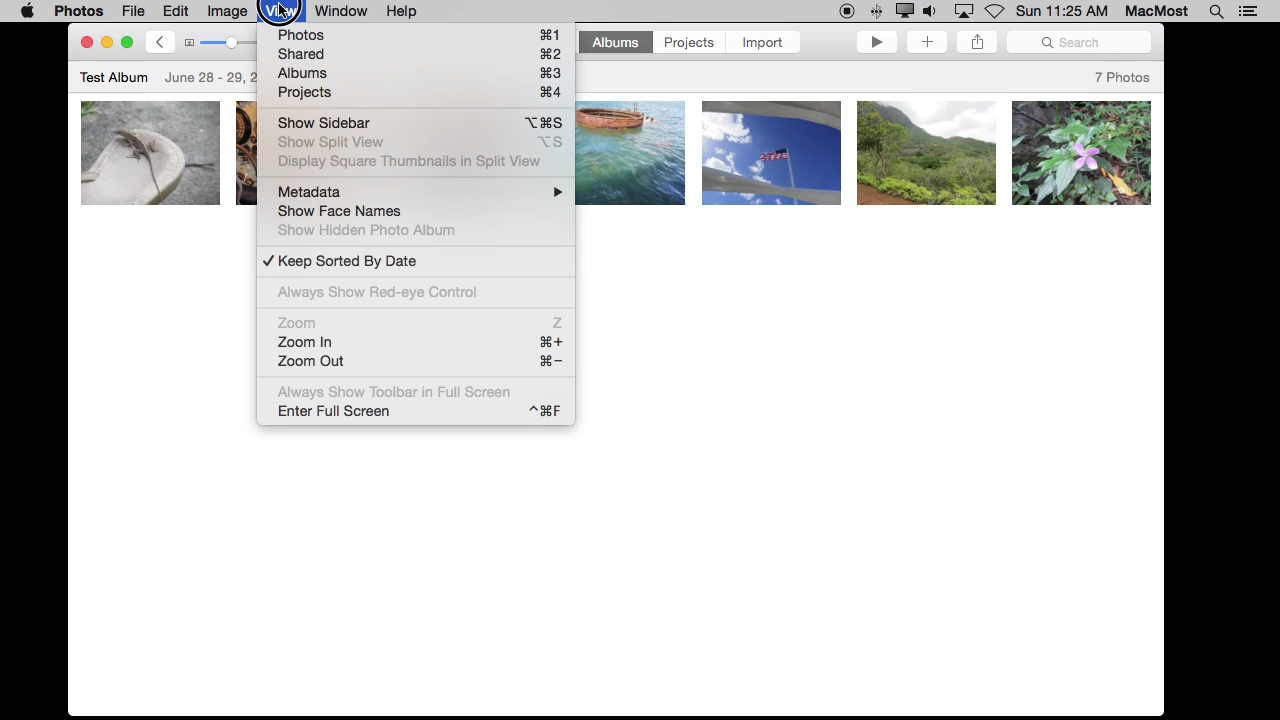 Photos File Edit Image View Window Help Sun 11:25 AM MacMost
Albums Projects Import Search
Test Album June 28 - 29, 2 7 Photos
Photos ⌘1
Shared ⌘2
Albums ⌘3
Projects ⌘4
Show Sidebar ⌥⌘S
Show Split View ⌥S
Display Square Thumbnails in Split View
Metadata
Show Face Names
Show Hidden Photo Album
✓ Keep Sorted By Date
Always Show Red-eye Control
Zoom Z
Zoom In ⌘+
Zoom Out ⌘−
Always Show Toolbar in Full Screen
Enter Full Screen ^⌘F